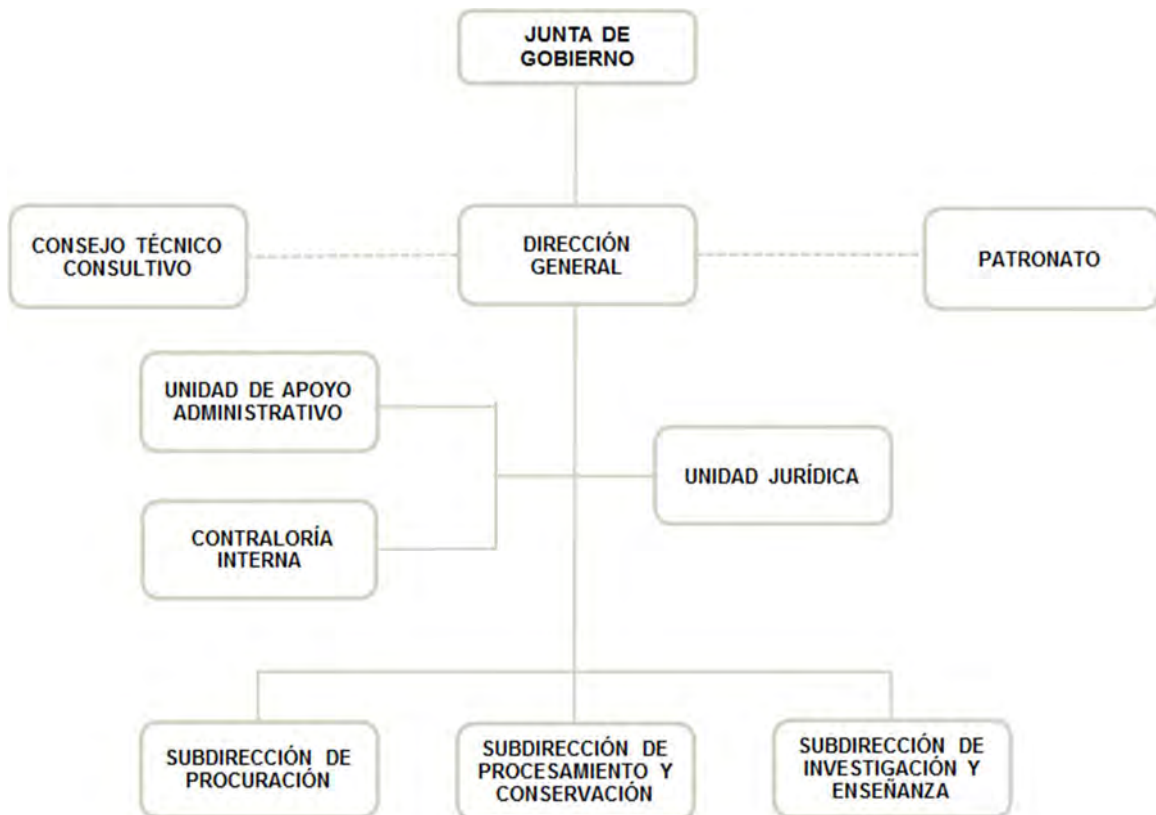 JUNTA DE
GOBIERNO
CONSEJO TÉCNICO
CONSULTIVO
DIRECCIÓN
GENERAL
PATRONATO
UNIDAD DE APOYO
ADMINISTRATIVO
UNIDAD JURÍDICA
CONTRALORÍA
INTERNA
SUBDIRECCIÓN DE
PROCURACIÓN
SUBDIRECCIÓN DE
PROCESAMIENTO Y
CONSERVACIÓN
SUBDIRECCIÓN DE
INVESTIGACIÓN Y
ENSEÑANZA